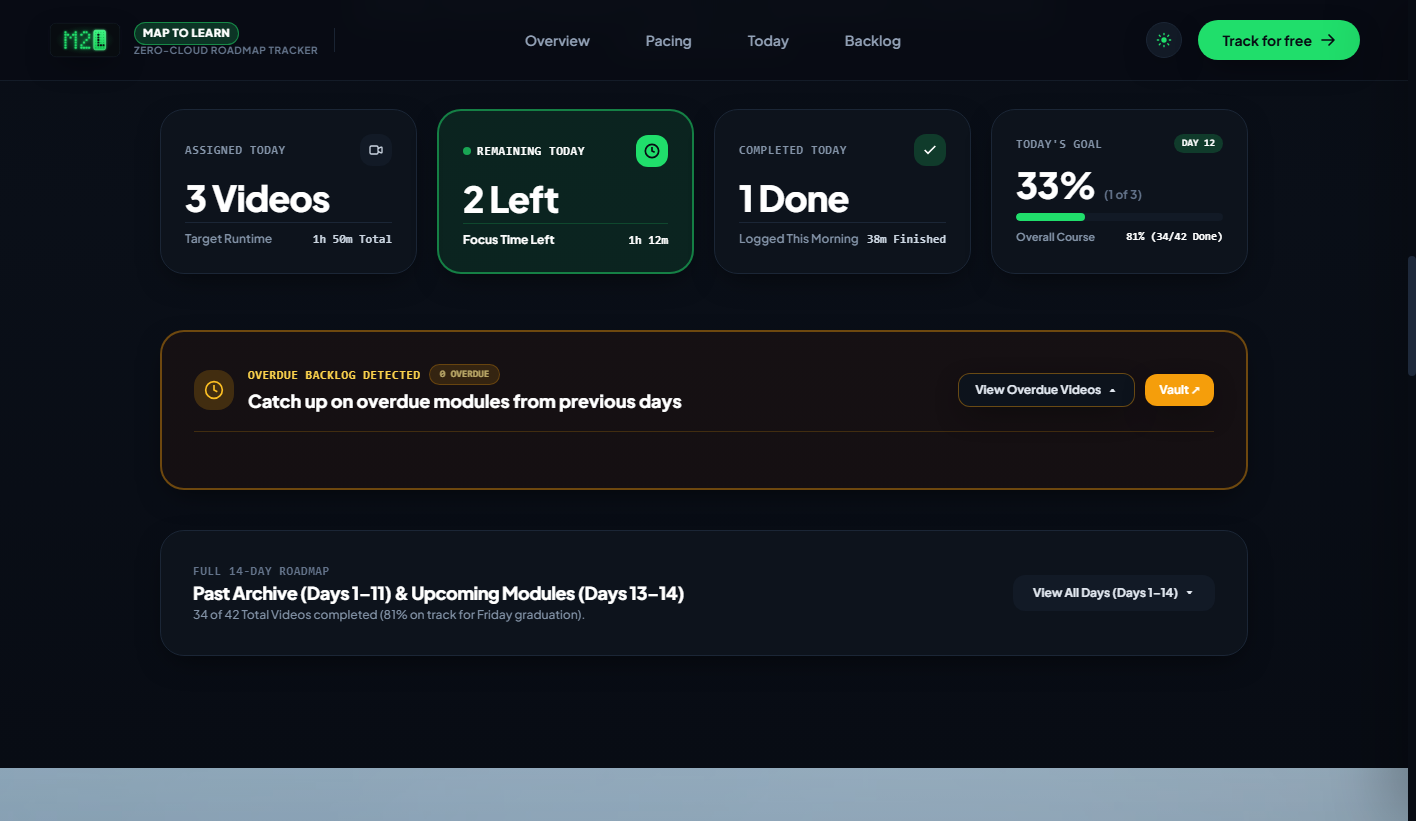 M2L
MAP TO LEARN
ZERO-CLOUD ROADMAP TRACKER
Overview
Pacing
Today
Backlog
Track for free →
ASSIGNED TODAY
3 Videos
Target Runtime
1h 50m Total
REMAINING TODAY
2 Left
Focus Time Left
1h 12m
COMPLETED TODAY
1 Done
Logged This Morning
38m Finished
TODAY'S GOAL
DAY 12
33% (1 of 3)
Overall Course
81% (34/42 Done)
OVERDUE BACKLOG DETECTED
0 OVERDUE
Catch up on overdue modules from previous days
View Overdue Videos
Vault ↗
FULL 14-DAY ROADMAP
Past Archive (Days 1–11) & Upcoming Modules (Days 13–14)
34 of 42 Total Videos completed (81% on track for Friday graduation).
View All Days (Days 1–14)